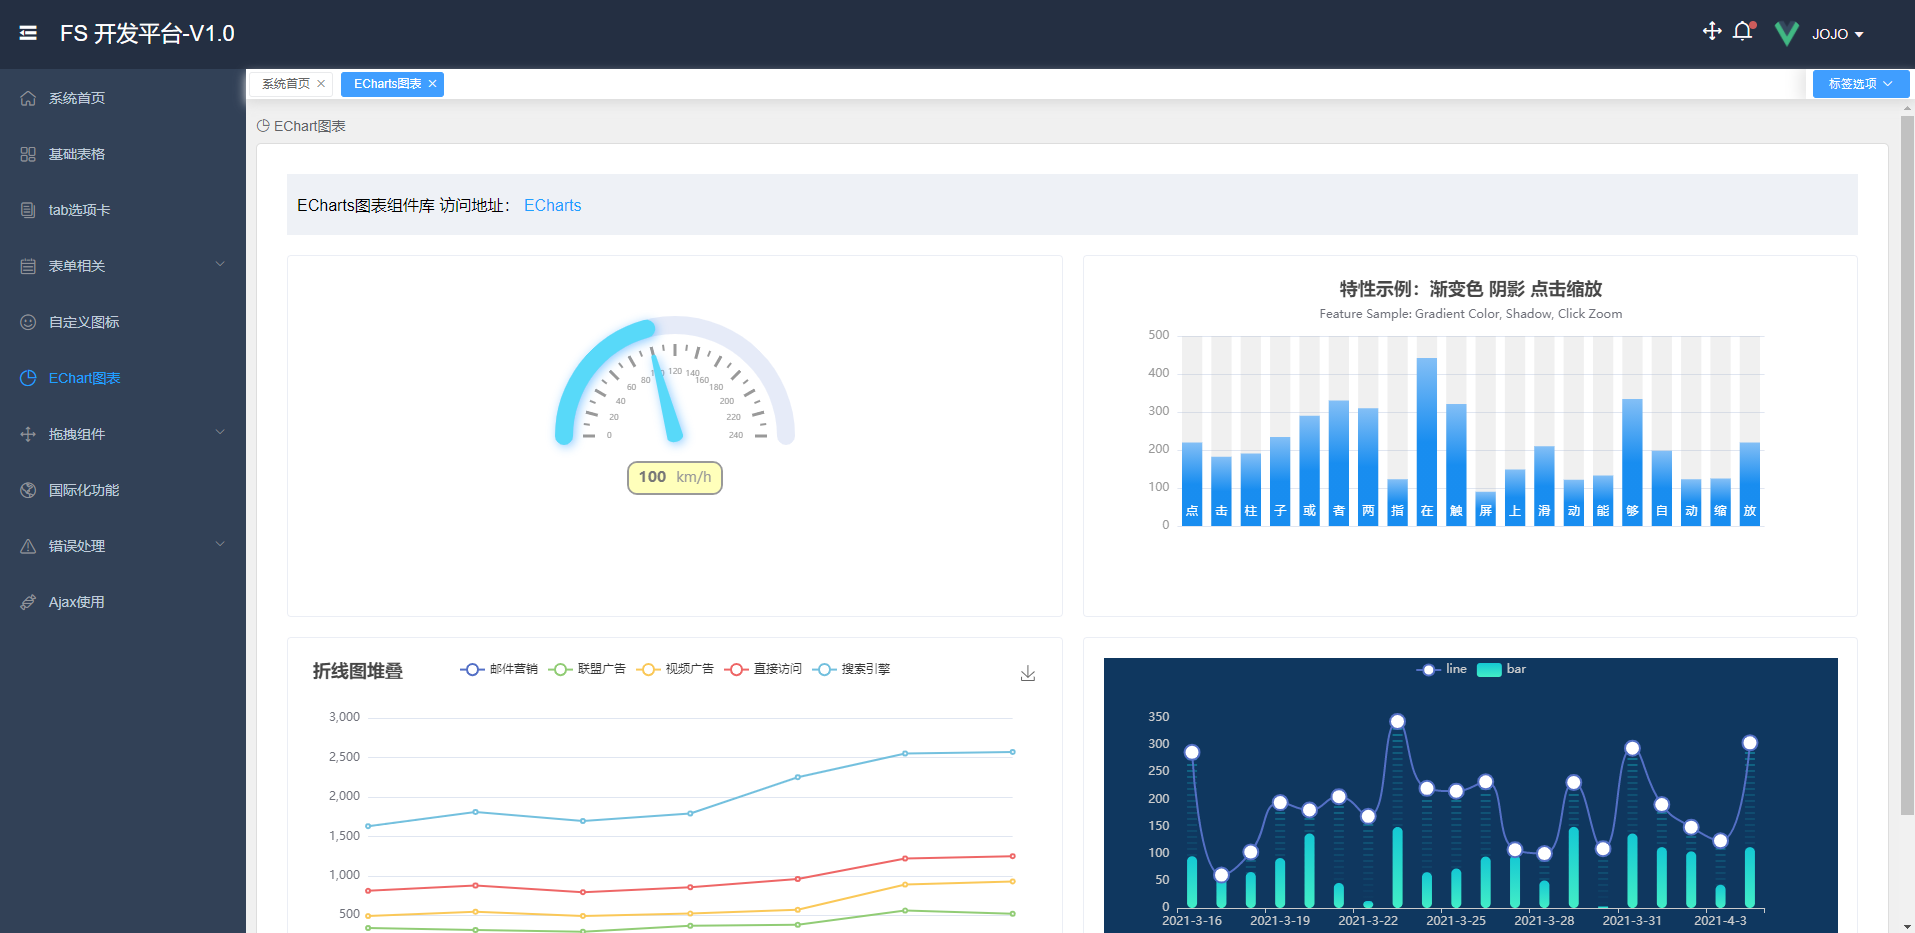 FS 开发平台-V1.0
JOJO
系统首页
基础表格
tab选项卡
表单相关
自定义图标
EChart图表
拖拽组件
国际化功能
错误处理
Ajax使用
系统首页
ECharts图表
标签选项
EChart图表
ECharts图表组件库 访问地址： ECharts
0 20 40 60 80 120 140 160 180 200 220 240
100 km/h
特性示例：渐变色 阴影 点击缩放
Feature Sample: Gradient Color, Shadow, Click Zoom
500
400
300
200
100
0
点 击 柱 子 或 者 两 指 在 触 屏 上 滑 动 能 够 自 动 缩 放
折线图堆叠
邮件营销 联盟广告 视频广告 直接访问 搜索引擎
3,000
2,500
2,000
1,500
1,000
500
line bar
350
300
250
200
150
100
50
0
2021-3-16 2021-3-19 2021-3-22 2021-3-25 2021-3-28 2021-3-31 2021-4-3